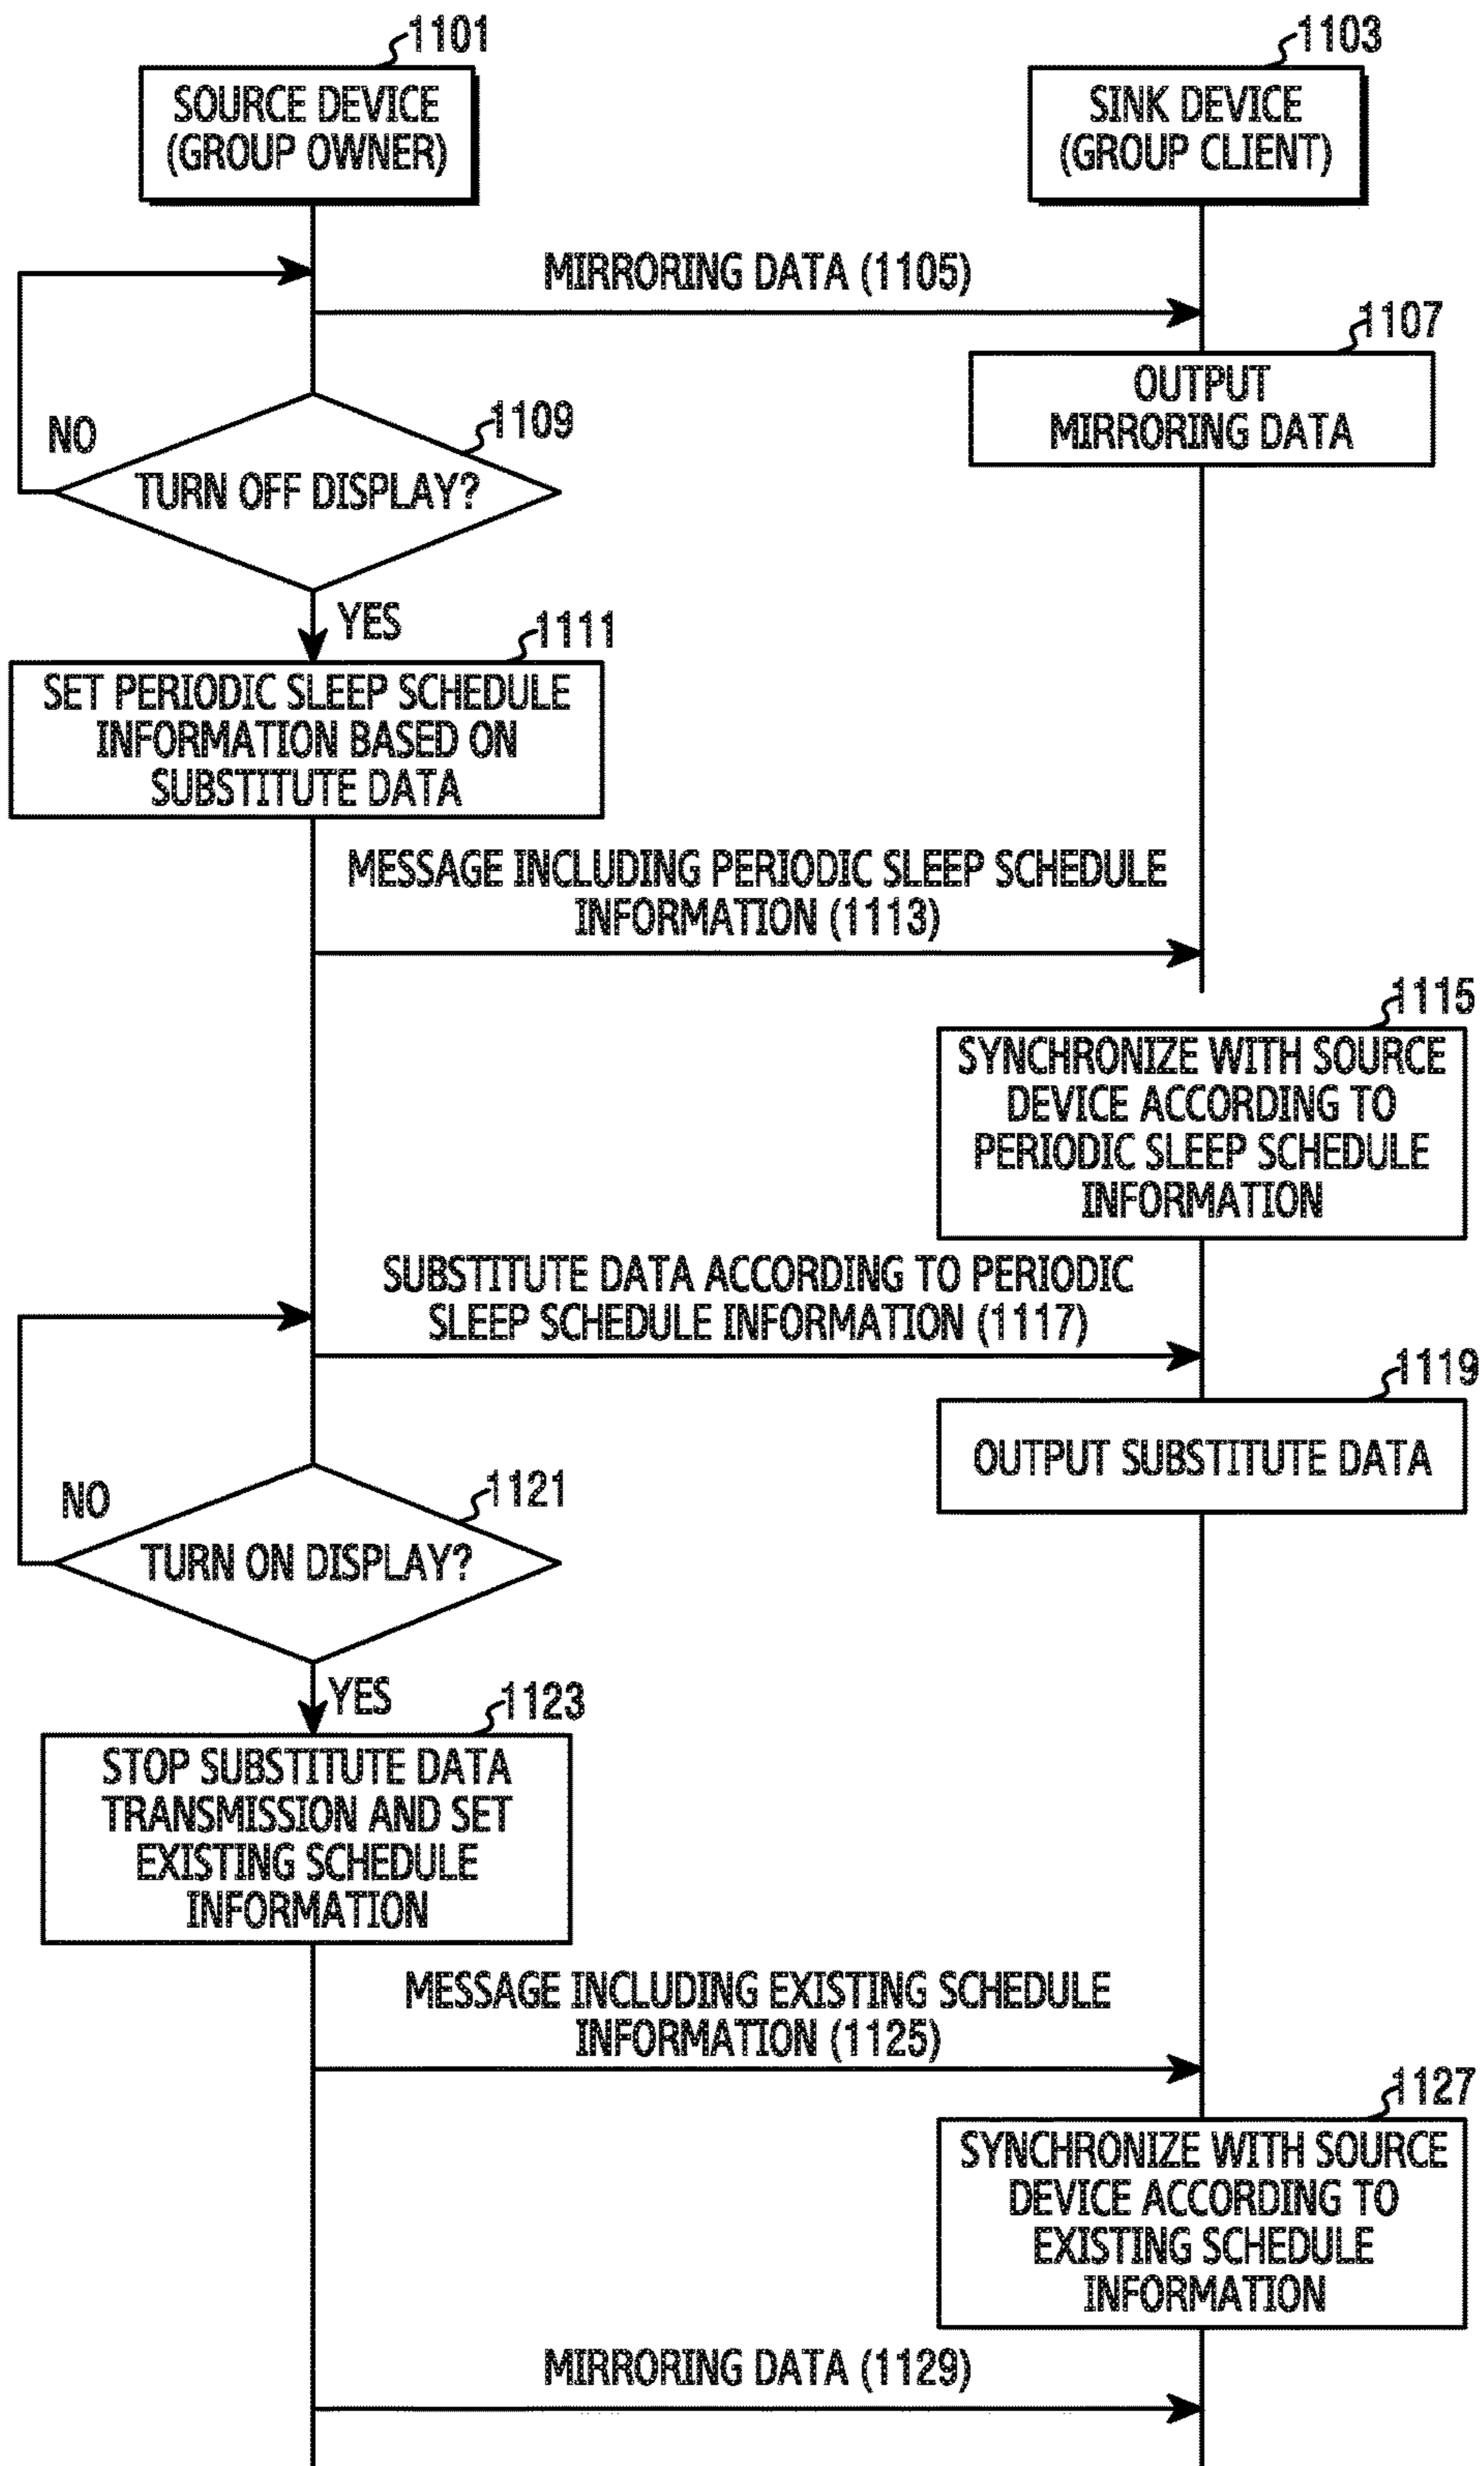 1101
SOURCE DEVICE
(GROUP OWNER)
1103
SINK DEVICE
(GROUP CLIENT)
MIRRORING DATA (1105)
1107
OUTPUT
MIRRORING DATA
1109
NO
TURN OFF DISPLAY?
YES
1111
SET PERIODIC SLEEP SCHEDULE
INFORMATION BASED ON
SUBSTITUTE DATA
MESSAGE INCLUDING PERIODIC SLEEP SCHEDULE
INFORMATION (1113)
1115
SYNCHRONIZE WITH SOURCE
DEVICE ACCORDING TO
PERIODIC SLEEP SCHEDULE
INFORMATION
SUBSTITUTE DATA ACCORDING TO PERIODIC
SLEEP SCHEDULE INFORMATION (1117)
1119
OUTPUT SUBSTITUTE DATA
1121
NO
TURN ON DISPLAY?
YES
1123
STOP SUBSTITUTE DATA
TRANSMISSION AND SET
EXISTING SCHEDULE
INFORMATION
MESSAGE INCLUDING EXISTING SCHEDULE
INFORMATION (1125)
1127
SYNCHRONIZE WITH SOURCE
DEVICE ACCORDING TO
EXISTING SCHEDULE
INFORMATION
MIRRORING DATA (1129)